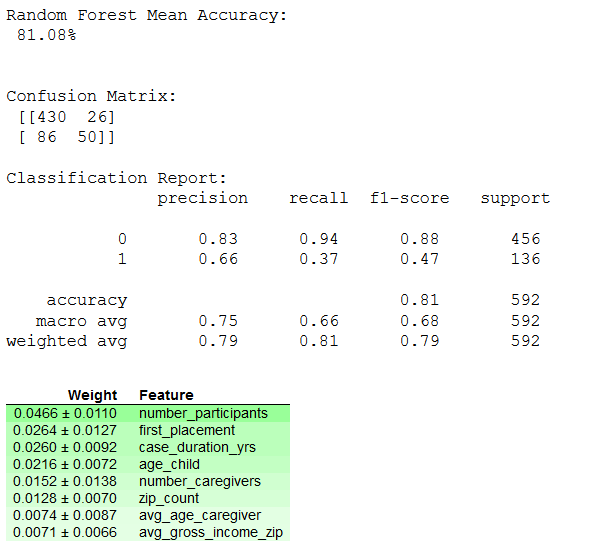 Random Forest Mean Accuracy:
81.08%
Confusion Matrix:
[[430  26]
[ 86  50]]
Classification Report:
precision    recall  f1-score   support
0       0.83      0.94      0.88       456
1       0.66      0.37      0.47       136
accuracy                           0.81       592
macro avg       0.75      0.66      0.68       592
weighted avg       0.79      0.81      0.79       592
Weight  Feature
0.0466 ± 0.0110  number_participants
0.0264 ± 0.0127  first_placement
0.0260 ± 0.0092  case_duration_yrs
0.0216 ± 0.0072  age_child
0.0152 ± 0.0138  number_caregivers
0.0128 ± 0.0070  zip_count
0.0074 ± 0.0087  avg_age_caregiver
0.0071 ± 0.0066  avg_gross_income_zip